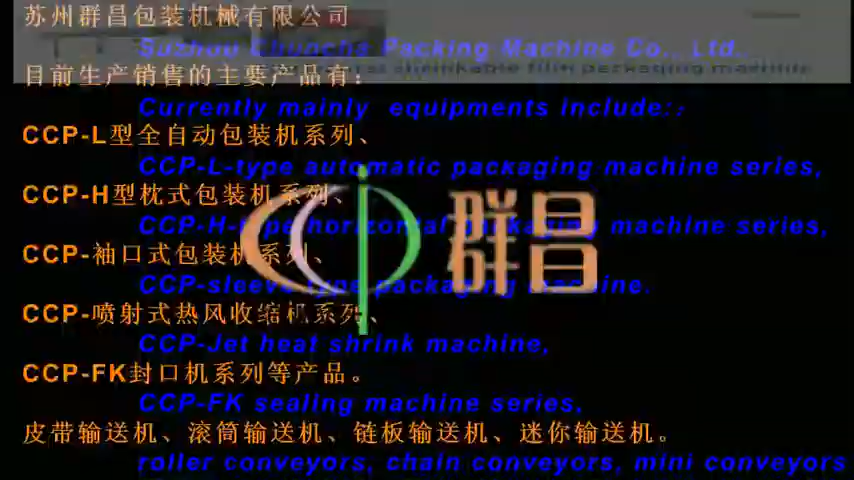 苏州群昌包装机械有限公司
Suzhou Chuncha Packing Machine Co., Ltd.
shrinkable film packaging machine
目前生产销售的主要产品有：
Currently mainly equipments include:：
CCP-L型全自动包装机系列、
CCP-L-type automatic packaging machine series,
CCP-H型枕式包装机系列、
CCP-H-type horizontal packaging machine series,
CCP-袖口式包装机系列、
CCP-sleeve type packaging machine.
CCP-喷射式热风收缩机系列、
CCP-Jet heat shrink machine,
CCP-FK封口机系列等产品。
CCP-FK sealing machine series,
皮带输送机、滚筒输送机、链板输送机、迷你输送机。
roller conveyors, chain conveyors, mini conveyors
群昌